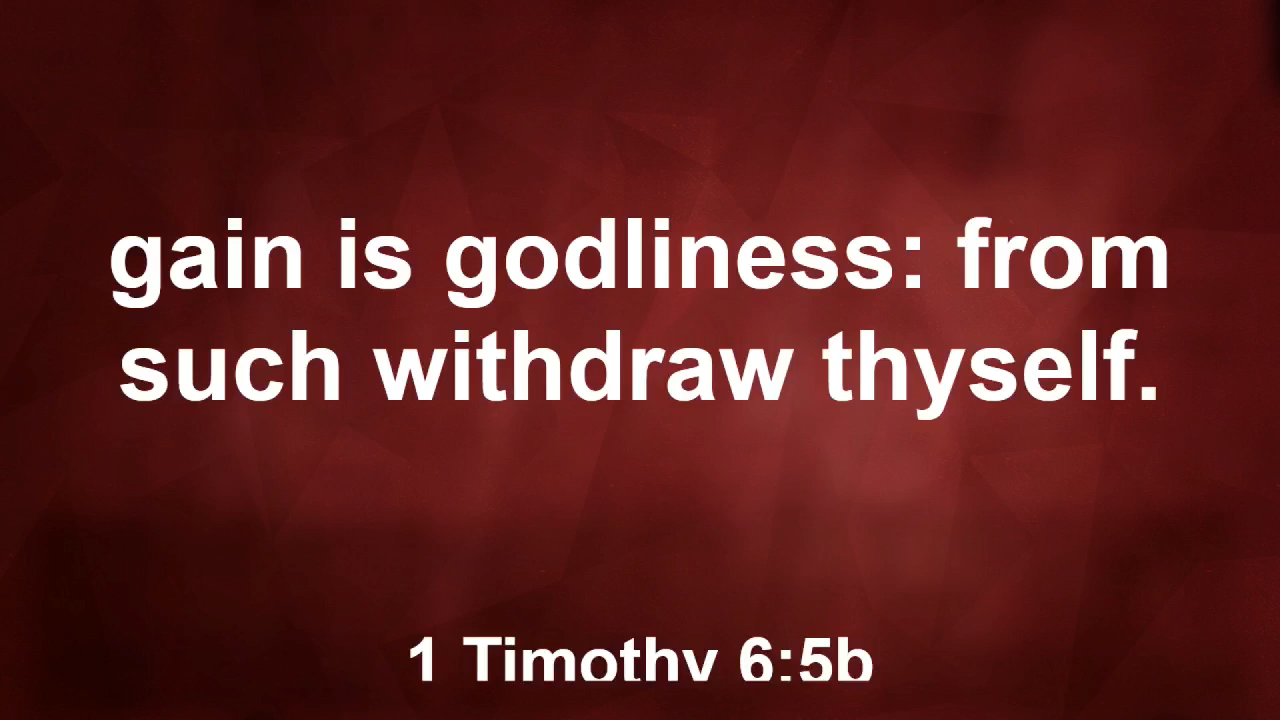 gain is godliness: from
such withdraw thyself.
1 Timothy 6:5b